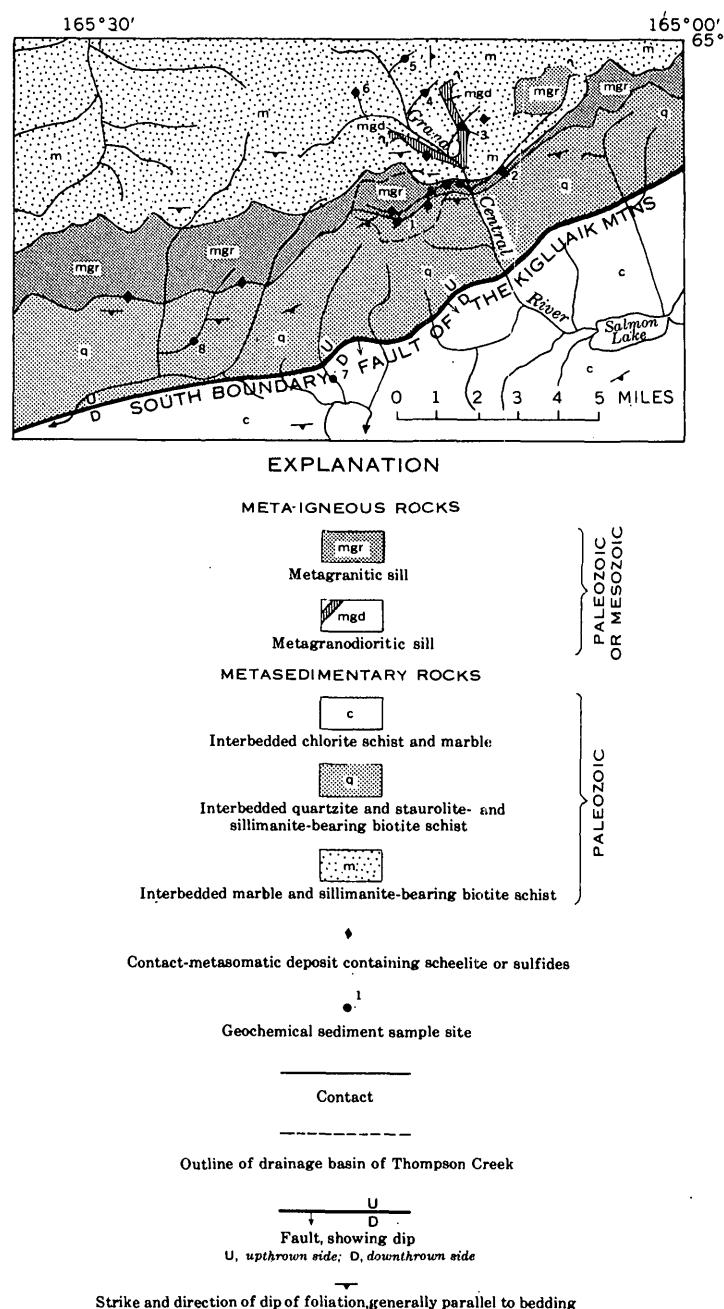 165°30' 165°00'
65°
m
m
m
m
m
5
6
4
mgd
mgd
mgr
mgr
Grand
3
2
q
q
q
q
q
mgr
mgr
mgr
Central
River
Salmon
Lake
c
c
c
c
8
7
U
D
U
D
U
D
SOUTH BOUNDARY FAULT OF THE KIGLUAIK MTNS
0 1 2 3 4 5 MILES
EXPLANATION
META-IGNEOUS ROCKS
mgr
Metagranitic sill
mgd
Metagranodioritic sill
PALEOZOIC
OR MESOZOIC
METASEDIMENTARY ROCKS
c
Interbedded chlorite schist and marble
q
Interbedded quartzite and staurolite- and
sillimanite-bearing biotite schist
m
Interbedded marble and sillimanite-bearing biotite schist
PALEOZOIC
Contact-metasomatic deposit containing scheelite or sulfides
1
Geochemical sediment sample site
Contact
Outline of drainage basin of Thompson Creek
U
D
Fault, showing dip
U, upthrown side; D, downthrown side
Strike and direction of dip of foliation, generally parallel to bedding